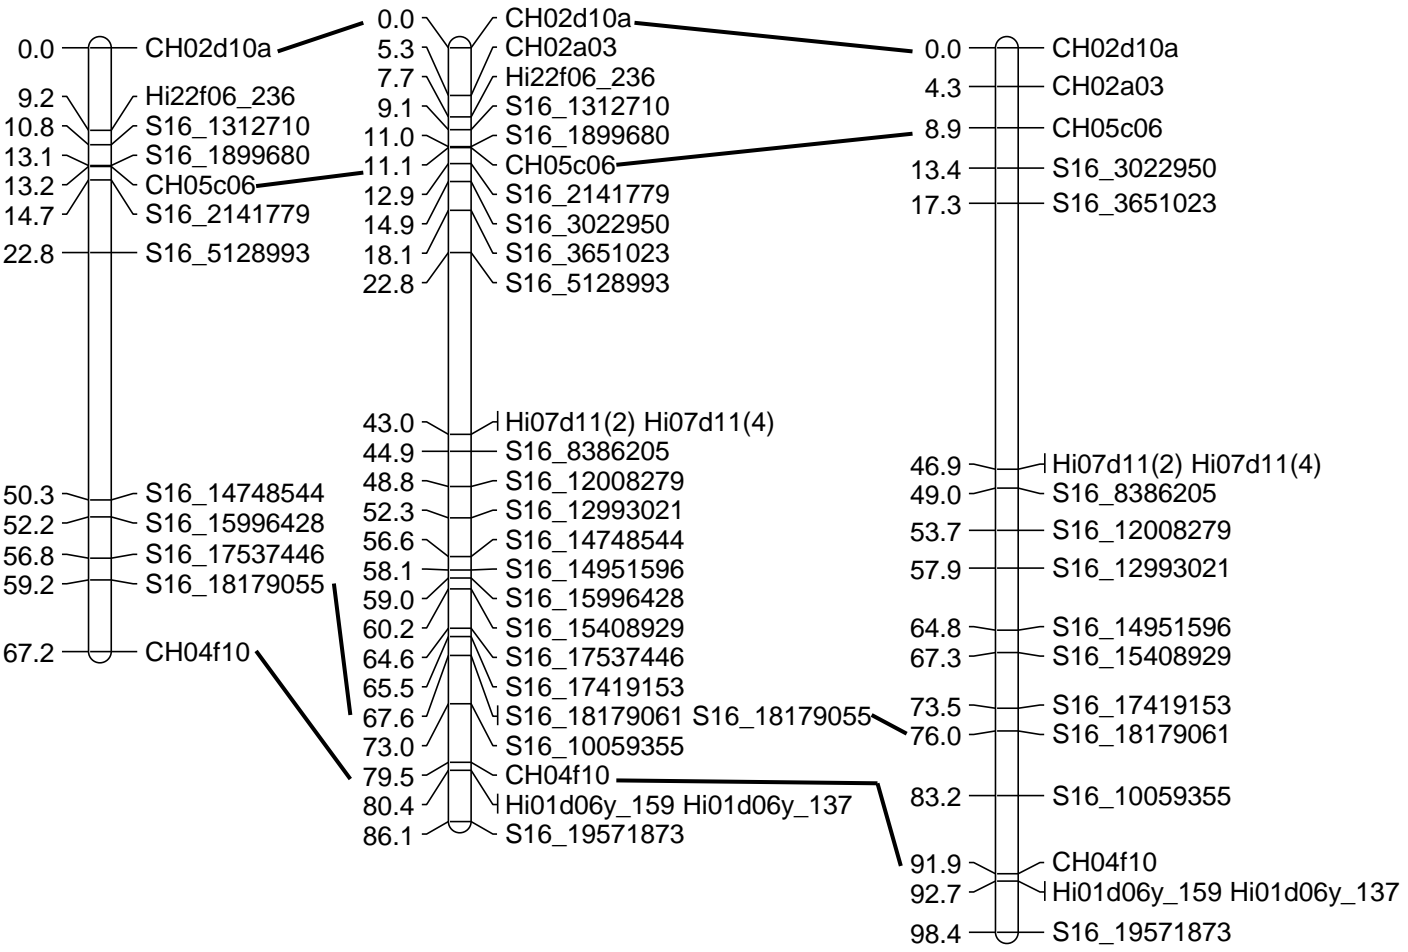 0.0 CH02d10a
9.2 Hi22f06_236
10.8 S16_1312710
13.1 S16_1899680
13.2 CH05c06
14.7 S16_2141779
22.8 S16_5128993
50.3 S16_14748544
52.2 S16_15996428
56.8 S16_17537446
59.2 S16_18179055
67.2 CH04f10
0.0 CH02d10a
5.3 CH02a03
7.7 Hi22f06_236
9.1 S16_1312710
11.0 S16_1899680
11.1 CH05c06
12.9 S16_2141779
14.9 S16_3022950
18.1 S16_3651023
22.8 S16_5128993
43.0 Hi07d11(2) Hi07d11(4)
44.9 S16_8386205
48.8 S16_12008279
52.3 S16_12993021
56.6 S16_14748544
58.1 S16_14951596
59.0 S16_15996428
60.2 S16_15408929
64.6 S16_17537446
65.5 S16_17419153
67.6 S16_18179061 S16_18179055
73.0 S16_10059355
79.5 CH04f10
80.4 Hi01d06y_159 Hi01d06y_137
86.1 S16_19571873
0.0 CH02d10a
4.3 CH02a03
8.9 CH05c06
13.4 S16_3022950
17.3 S16_3651023
46.9 Hi07d11(2) Hi07d11(4)
49.0 S16_8386205
53.7 S16_12008279
57.9 S16_12993021
64.8 S16_14951596
67.3 S16_15408929
73.5 S16_17419153
76.0 S16_18179061
83.2 S16_10059355
91.9 CH04f10
92.7 Hi01d06y_159 Hi01d06y_137
98.4 S16_19571873